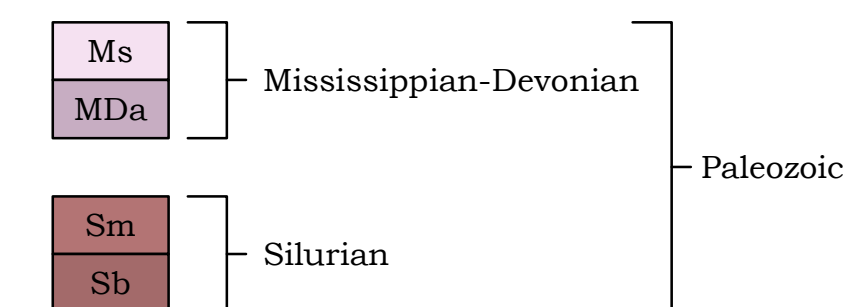 Ms
Mississippian-Devonian
MDa
Paleozoic
Sm
Silurian
Sb